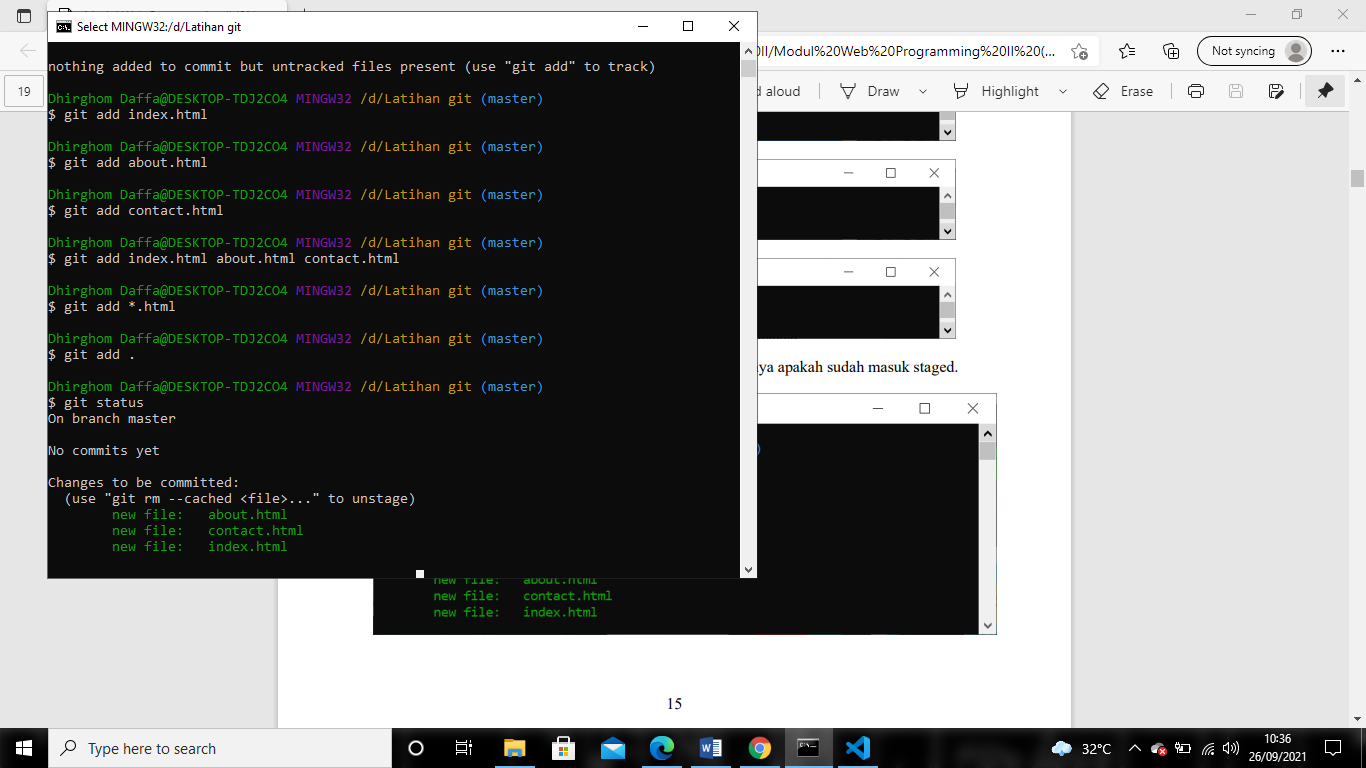 Select MINGW32:/d/Latihan git
nothing added to commit but untracked files present (use "git add" to track)
Dhirghom Daffa@DESKTOP-TDJ2CO4 MINGW32 /d/Latihan git (master)
$ git add index.html
Dhirghom Daffa@DESKTOP-TDJ2CO4 MINGW32 /d/Latihan git (master)
$ git add about.html
Dhirghom Daffa@DESKTOP-TDJ2CO4 MINGW32 /d/Latihan git (master)
$ git add contact.html
Dhirghom Daffa@DESKTOP-TDJ2CO4 MINGW32 /d/Latihan git (master)
$ git add index.html about.html contact.html
Dhirghom Daffa@DESKTOP-TDJ2CO4 MINGW32 /d/Latihan git (master)
$ git add *.html
Dhirghom Daffa@DESKTOP-TDJ2CO4 MINGW32 /d/Latihan git (master)
$ git add .
Dhirghom Daffa@DESKTOP-TDJ2CO4 MINGW32 /d/Latihan git (master)
$ git status
On branch master
No commits yet
Changes to be committed:
(use "git rm --cached <file>..." to unstage)
new file: about.html
new file: contact.html
new file: index.html
II/Modul%20Web%20Programming%20II%20(...
Not syncing
19
aloud
Draw
Highlight
Erase
apakah sudah masuk staged.
)
new file: about.html
new file: contact.html
new file: index.html
15
Type here to search
32°C
10:36
26/09/2021